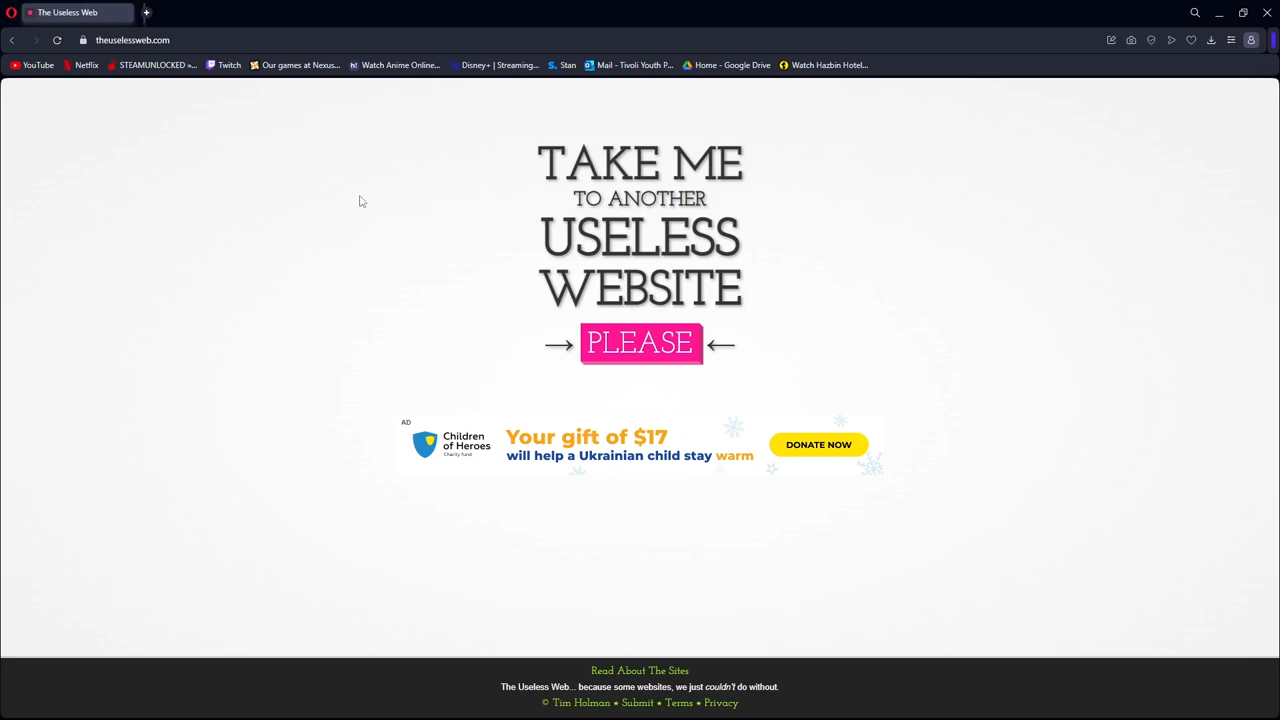 The Useless Web
theuselessweb.com
YouTube Netflix STEAMUNLOCKED »... Twitch Our games at Nexus... Watch Anime Online... Disney+ | Streaming... Stan Mail - Tivoli Youth P... Home - Google Drive Watch Hazbin Hotel...
TAKE ME
TO ANOTHER
USELESS
WEBSITE
→ PLEASE ←
AD
Children
of Heroes
Charity fund
Your gift of $17
will help a Ukrainian child stay warm
DONATE NOW
Read About The Sites
The Useless Web... because some websites, we just couldn't do without.
© Tim Holman ★ Submit ★ Terms ★ Privacy